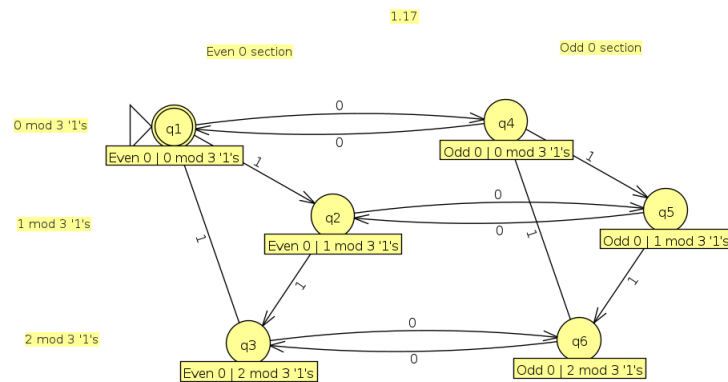 1.17
Even 0 section
Odd 0 section
0 mod 3 '1's
q1
0
0
q4
Even 0 | 0 mod 3 '1's
Odd 0 | 0 mod 3 '1's
1
1
1 mod 3 '1's
q2
0
0
q5
Even 0 | 1 mod 3 '1's
Odd 0 | 1 mod 3 '1's
1
1
1
1
2 mod 3 '1's
q3
0
0
q6
Even 0 | 2 mod 3 '1's
Odd 0 | 2 mod 3 '1's